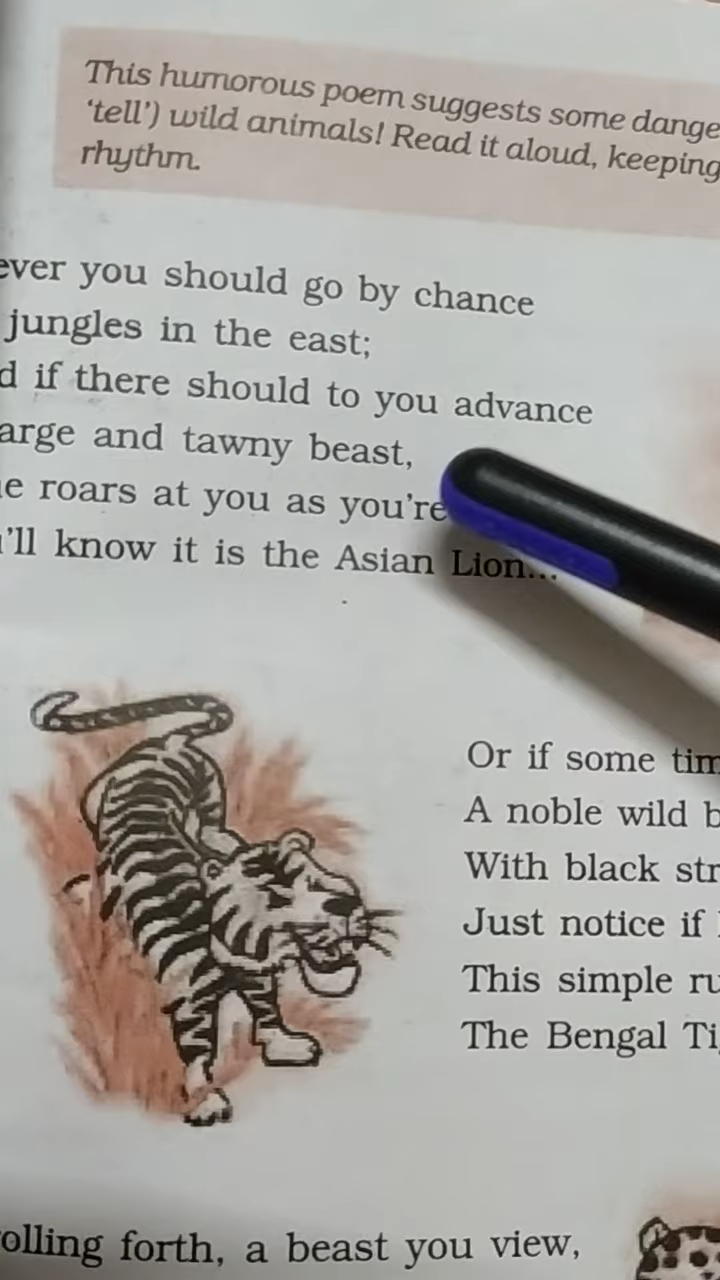 This humorous poem suggests some dange
'tell') wild animals! Read it aloud, keeping
rhythm.
ever you should go by chance
jungles in the east;
d if there should to you advance
arge and tawny beast,
e roars at you as you're
'll know it is the Asian Lion...
Or if some tim
A noble wild b
With black str
Just notice if
This simple ru
The Bengal Ti
olling forth, a beast you view,